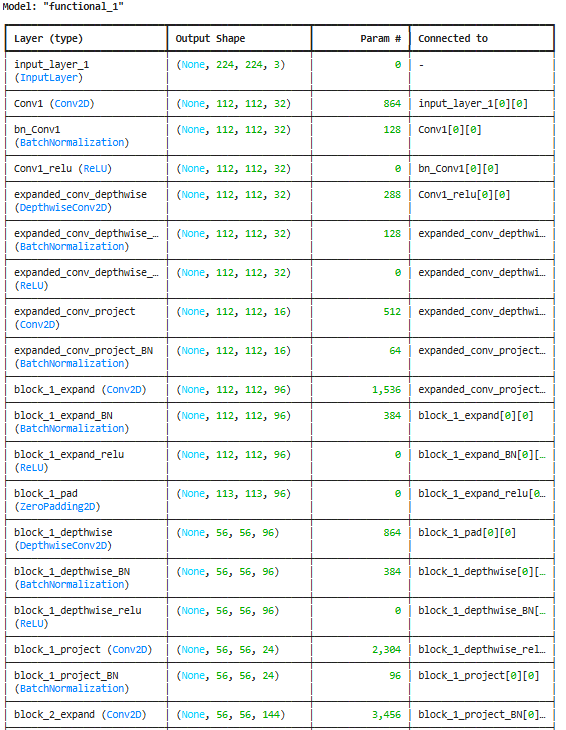 Model: "functional_1"
Layer (type) Output Shape Param # Connected to
input_layer_1 (None, 224, 224, 3) 0 -
(InputLayer)
Conv1 (Conv2D) (None, 112, 112, 32) 864 input_layer_1[0][0]
bn_Conv1 (None, 112, 112, 32) 128 Conv1[0][0]
(BatchNormalization)
Conv1_relu (ReLU) (None, 112, 112, 32) 0 bn_Conv1[0][0]
expanded_conv_depthwise (None, 112, 112, 32) 288 Conv1_relu[0][0]
(DepthwiseConv2D)
expanded_conv_depthwise_… (None, 112, 112, 32) 128 expanded_conv_depthwi…
(BatchNormalization)
expanded_conv_depthwise_… (None, 112, 112, 32) 0 expanded_conv_depthwi…
(ReLU)
expanded_conv_project (None, 112, 112, 16) 512 expanded_conv_depthwi…
(Conv2D)
expanded_conv_project_BN (None, 112, 112, 16) 64 expanded_conv_project…
(BatchNormalization)
block_1_expand (Conv2D) (None, 112, 112, 96) 1,536 expanded_conv_project…
block_1_expand_BN (None, 112, 112, 96) 384 block_1_expand[0][0]
(BatchNormalization)
block_1_expand_relu (None, 112, 112, 96) 0 block_1_expand_BN[0][…
(ReLU)
block_1_pad (None, 113, 113, 96) 0 block_1_expand_relu[0…
(ZeroPadding2D)
block_1_depthwise (None, 56, 56, 96) 864 block_1_pad[0][0]
(DepthwiseConv2D)
block_1_depthwise_BN (None, 56, 56, 96) 384 block_1_depthwise[0][…
(BatchNormalization)
block_1_depthwise_relu (None, 56, 56, 96) 0 block_1_depthwise_BN[…
(ReLU)
block_1_project (Conv2D) (None, 56, 56, 24) 2,304 block_1_depthwise_rel…
block_1_project_BN (None, 56, 56, 24) 96 block_1_project[0][0]
(BatchNormalization)
block_2_expand (Conv2D) (None, 56, 56, 144) 3,456 block_1_project_BN[0]…